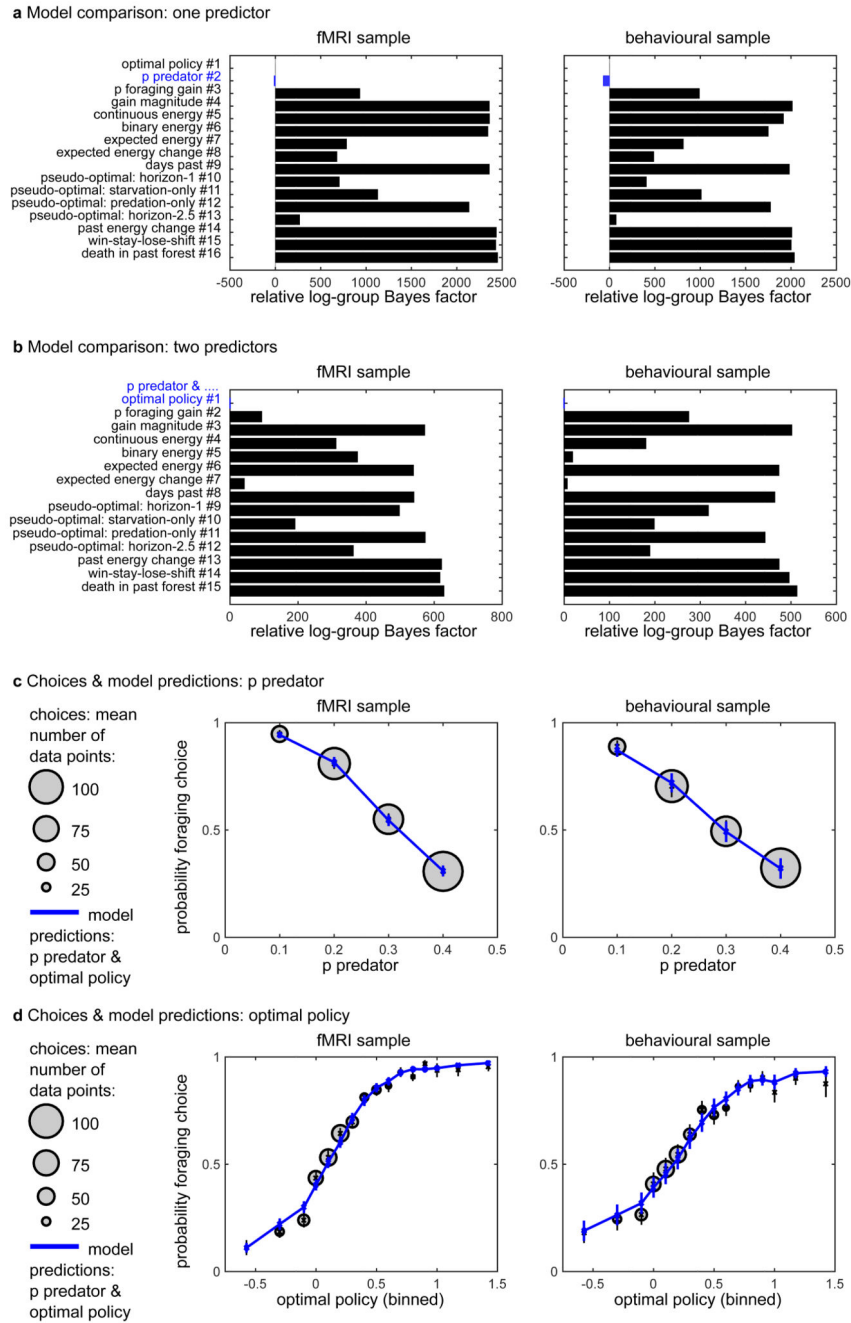 a Model comparison: one predictor
fMRI sample
behavioural sample
optimal policy #1
p predator #2
p foraging gain #3
gain magnitude #4
continuous energy #5
binary energy #6
expected energy #7
expected energy change #8
days past #9
pseudo-optimal: horizon-1 #10
pseudo-optimal: starvation-only #11
pseudo-optimal: predation-only #12
pseudo-optimal: horizon-2.5 #13
past energy change #14
win-stay-lose-shift #15
death in past forest #16
-500 0 500 1000 1500 2000 2500
-500 0 500 1000 1500 2000 2500
relative log-group Bayes factor
relative log-group Bayes factor
b Model comparison: two predictors
fMRI sample
behavioural sample
p predator & ....
optimal policy #1
p foraging gain #2
gain magnitude #3
continuous energy #4
binary energy #5
expected energy #6
expected energy change #7
days past #8
pseudo-optimal: horizon-1 #9
pseudo-optimal: starvation-only #10
pseudo-optimal: predation-only #11
pseudo-optimal: horizon-2.5 #12
past energy change #13
win-stay-lose-shift #14
death in past forest #15
0 200 400 600 800
0 100 200 300 400 500 600
relative log-group Bayes factor
relative log-group Bayes factor
c Choices & model predictions: p predator
fMRI sample
behavioural sample
choices: mean
number of
data points:
100
75
50
25
model
predictions:
p predator &
optimal policy
probability foraging choice
1
0.5
0
0 0.1 0.2 0.3 0.4 0.5
p predator
1
0.5
0
0 0.1 0.2 0.3 0.4 0.5
p predator
d Choices & model predictions: optimal policy
fMRI sample
behavioural sample
choices: mean
number of
data points:
100
75
50
25
model
predictions:
p predator &
optimal policy
probability foraging choice
1
0.5
0
-0.5 0 0.5 1 1.5
optimal policy (binned)
1
0.5
0
-0.5 0 0.5 1 1.5
optimal policy (binned)